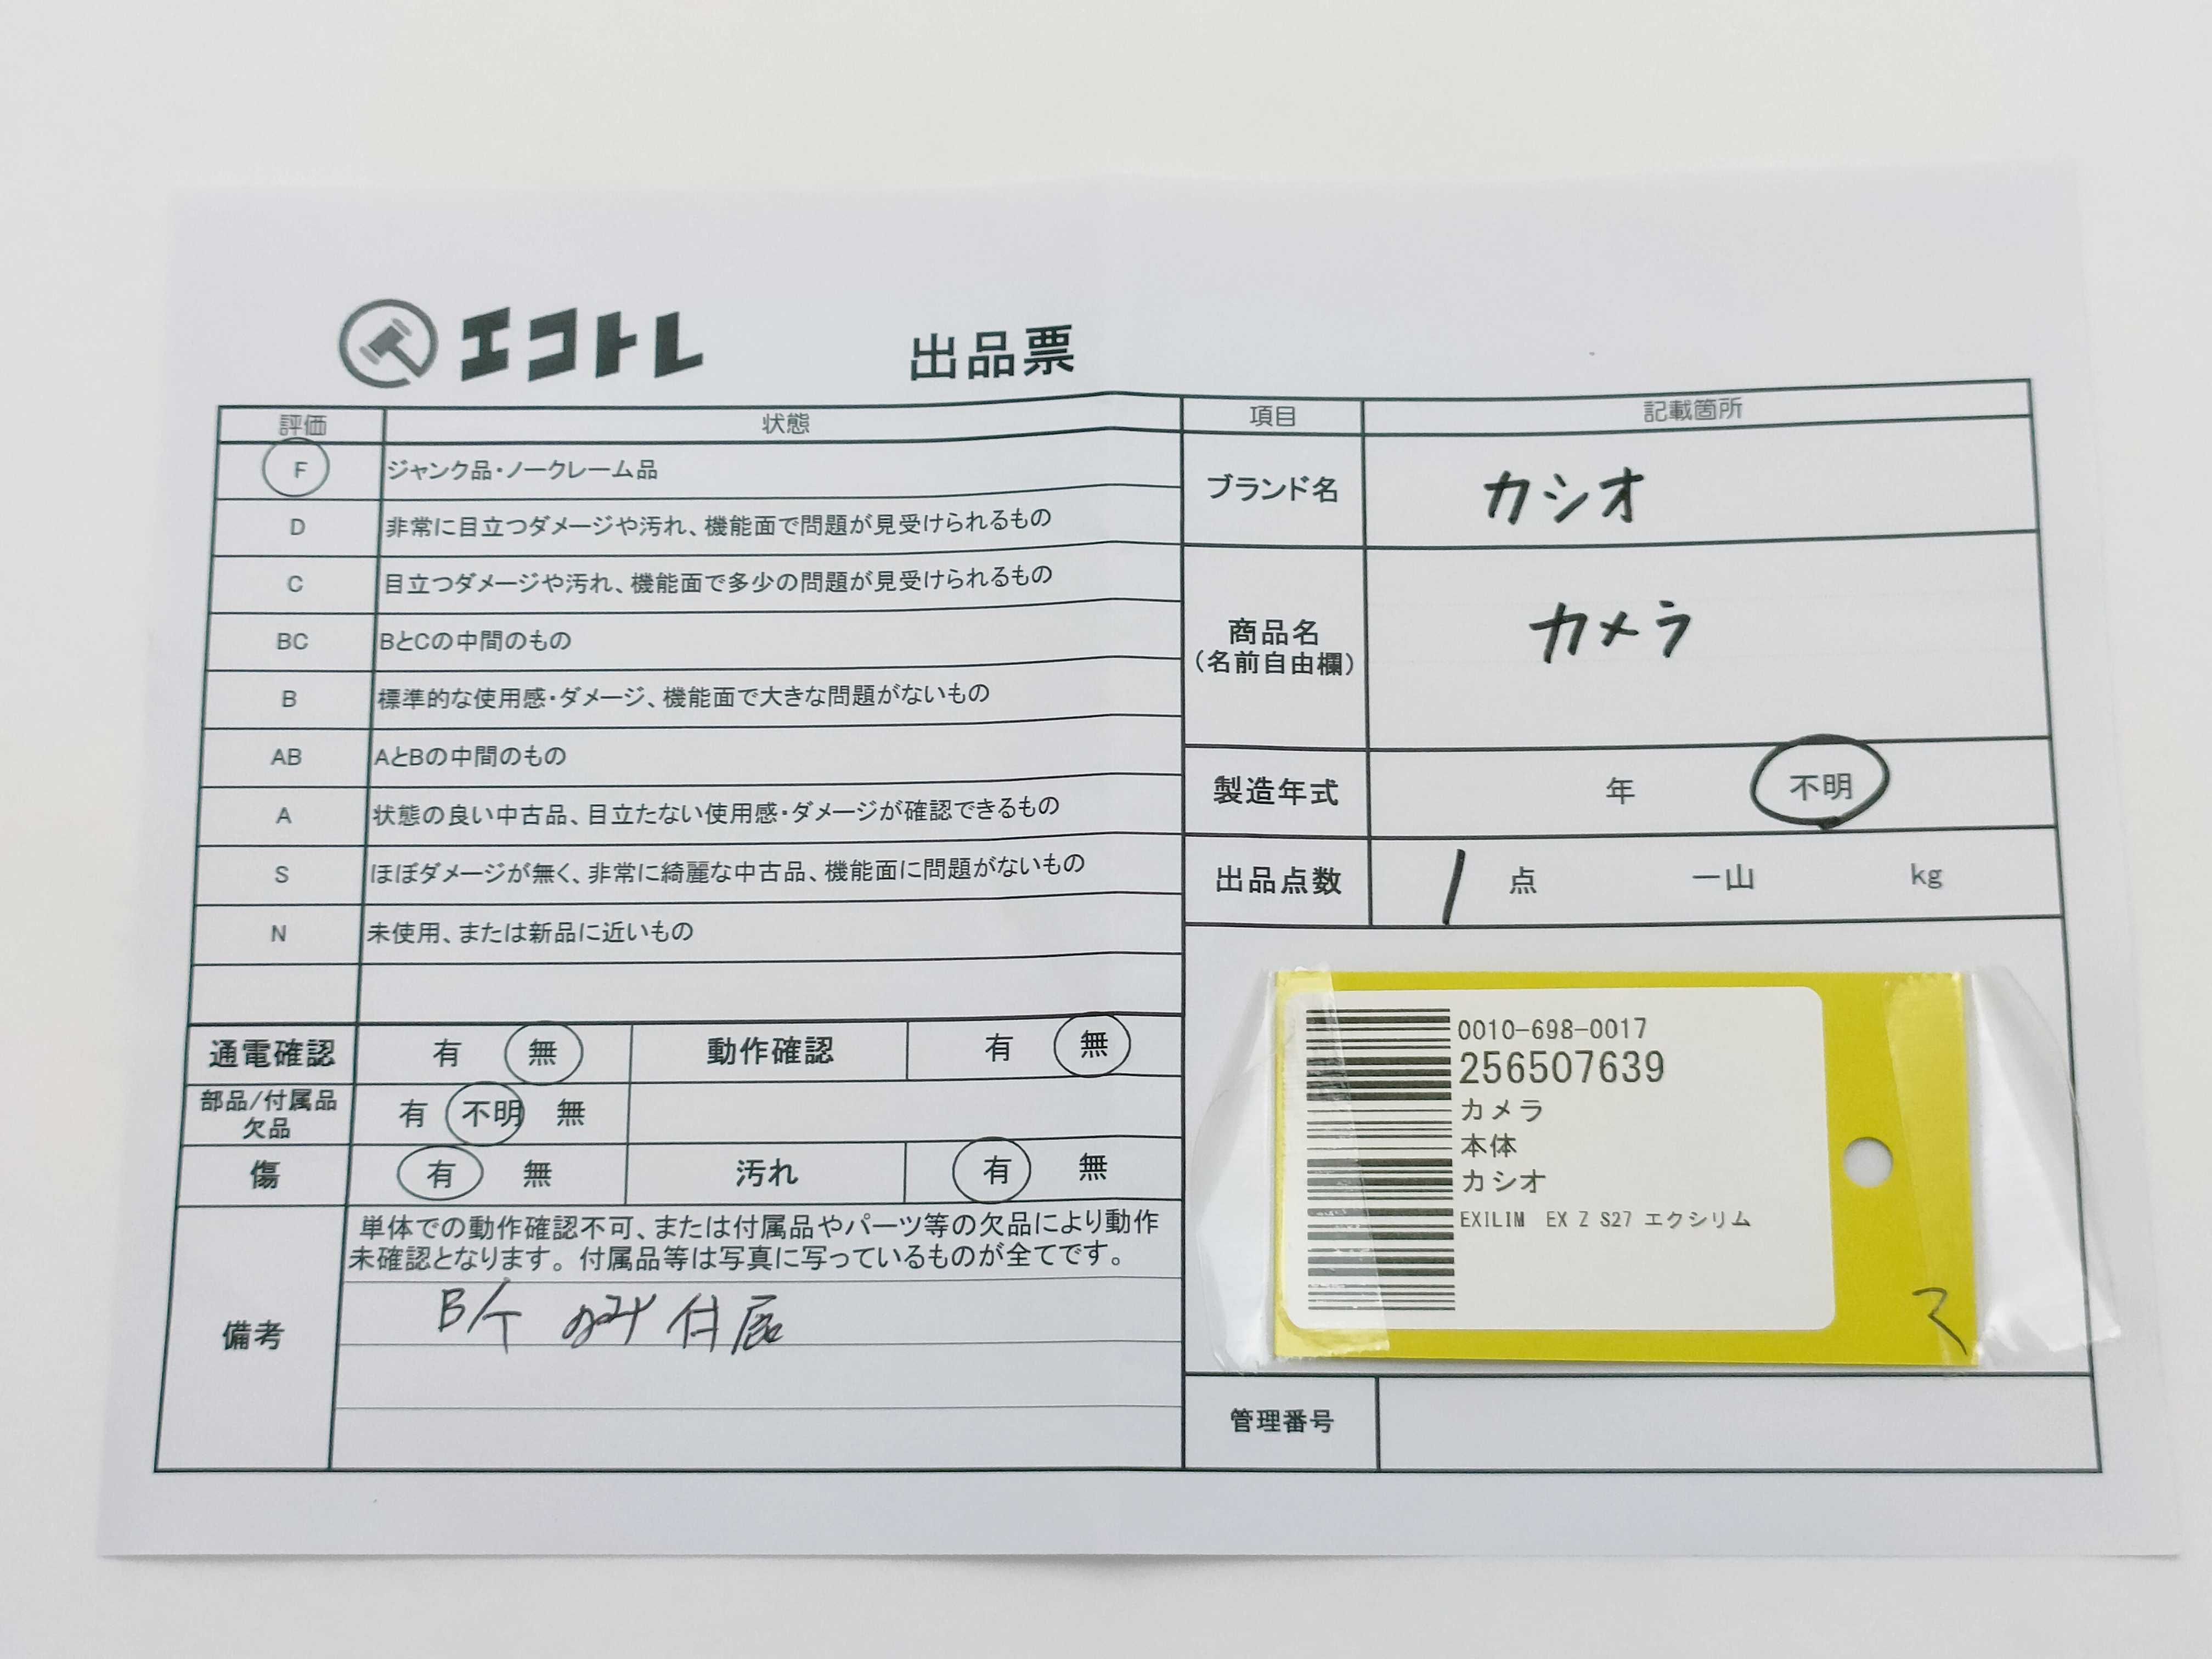 エコトレ 出品票
評価 状態
F ジャンク品・ノークレーム品
D 非常に目立つダメージや汚れ、機能面で問題が見受けられるもの
C 目立つダメージや汚れ、機能面で多少の問題が見受けられるもの
BC BとCの中間のもの
B 標準的な使用感・ダメージ、機能面で大きな問題がないもの
AB AとBの中間のもの
A 状態の良い中古品、目立たない使用感・ダメージが確認できるもの
S ほぼダメージが無く、非常に綺麗な中古品、機能面に問題がないもの
N 未使用、または新品に近いもの
通電確認 有 無 動作確認 有 無
部品/付属品
欠品
有 不明 無
傷 有 無 汚れ 有 無
備考
単体での動作確認不可、または付属品やパーツ等の欠品により動作
未確認となります。付属品等は写真に写っているものが全てです。
のみ付属
項目 記載箇所
ブランド名 カシオ
商品名
(名前自由欄)
カメラ
製造年式 年 不明
出品点数 1 点 一山 kg
0010-698-0017
256507639
カメラ
本体
カシオ
EXILIM EX Z S27 エクシリム
管理番号